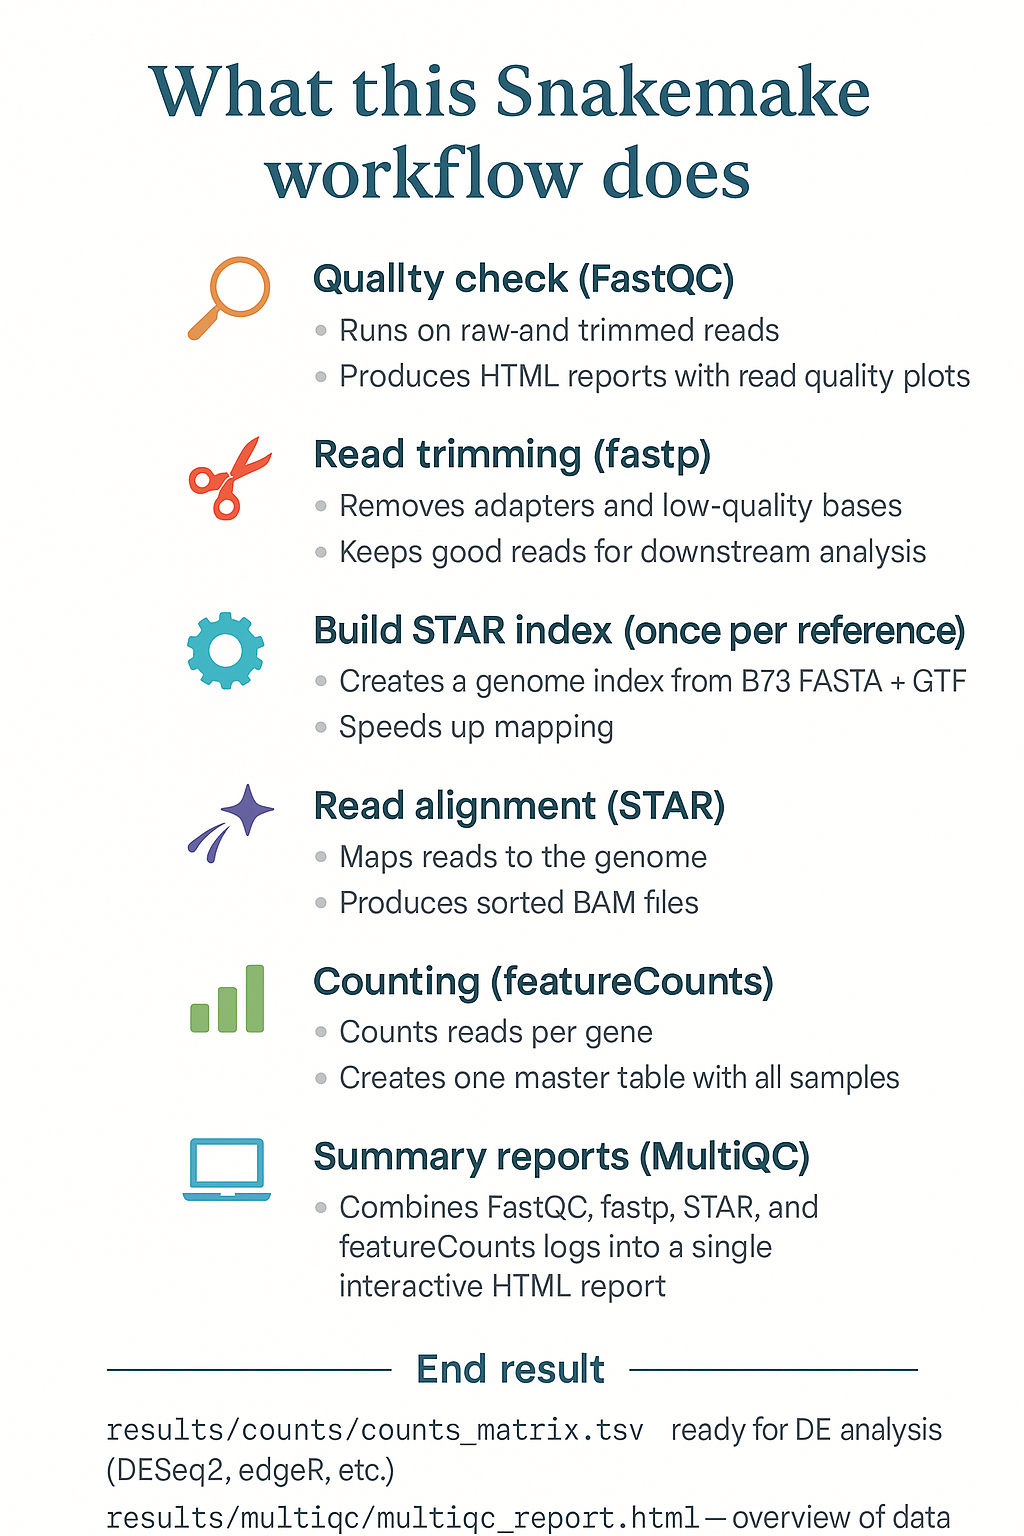 What this Snakemake
workflow does
Quallty check (FastQC)
Runs on raw-and trimmed reads
Produces HTML reports with read quality plots
Read trimming (fastp)
Removes adapters and low-quality bases
Keeps good reads for downstream analysis
Build STAR index (once per reference)
Creates a genome index from B73 FASTA + GTF
Speeds up mapping
Read alignment (STAR)
Maps reads to the genome
Produces sorted BAM files
Counting (featureCounts)
Counts reads per gene
Creates one master table with all samples
Summary reports (MultiQC)
Combines FastQC, fastp, STAR, and
featureCounts logs into a single
interactive HTML report
End result
results/counts/counts_matrix.tsv ready for DE analysis
(DESeq2, edgeR, etc.)
results/multiqc/multiqc_report.html — overview of data